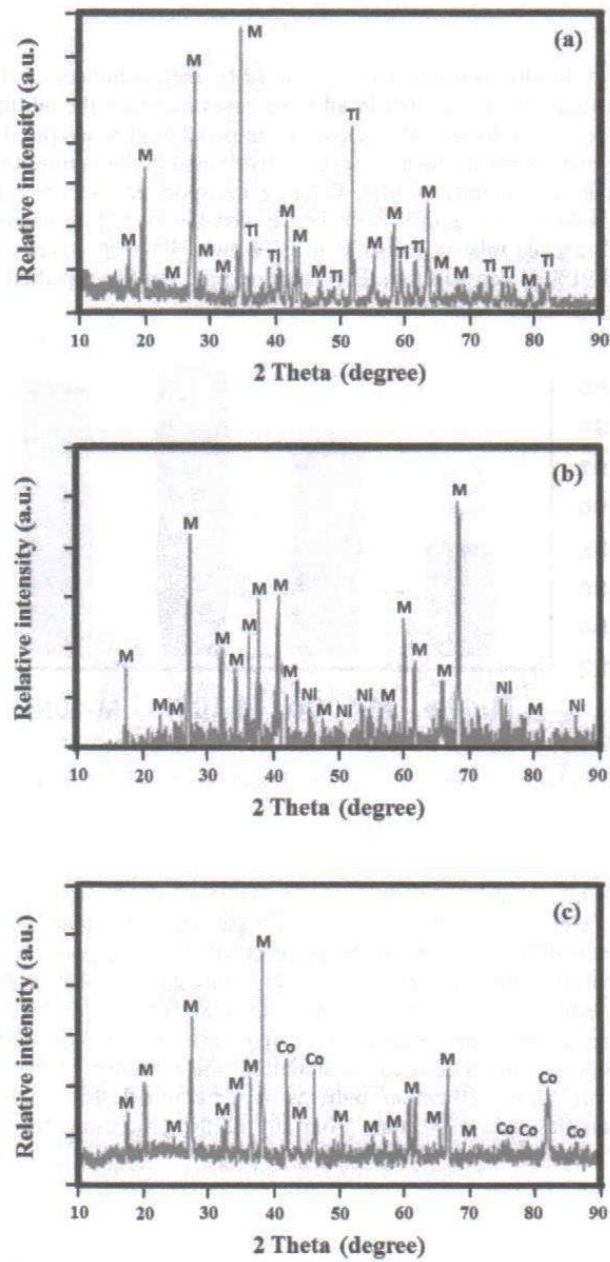 (a)
Relative intensity (a.u.)
M M M M M M M M Ti Ti M M M Ti Ti M M Ti Ti M M M Ti Ti M Ti
10 20 30 40 50 60 70 80 90
2 Theta (degree)
(b)
Relative intensity (a.u.)
M M M M M M M M M M Ni M Ni Ni M M M M M Ni M Ni
10 20 30 40 50 60 70 80 90
2 Theta (degree)
(c)
Relative intensity (a.u.)
M M M M M M M M Co M Co M M M M M M M Co Co Co Co
10 20 30 40 50 60 70 80 90
2 Theta (degree)